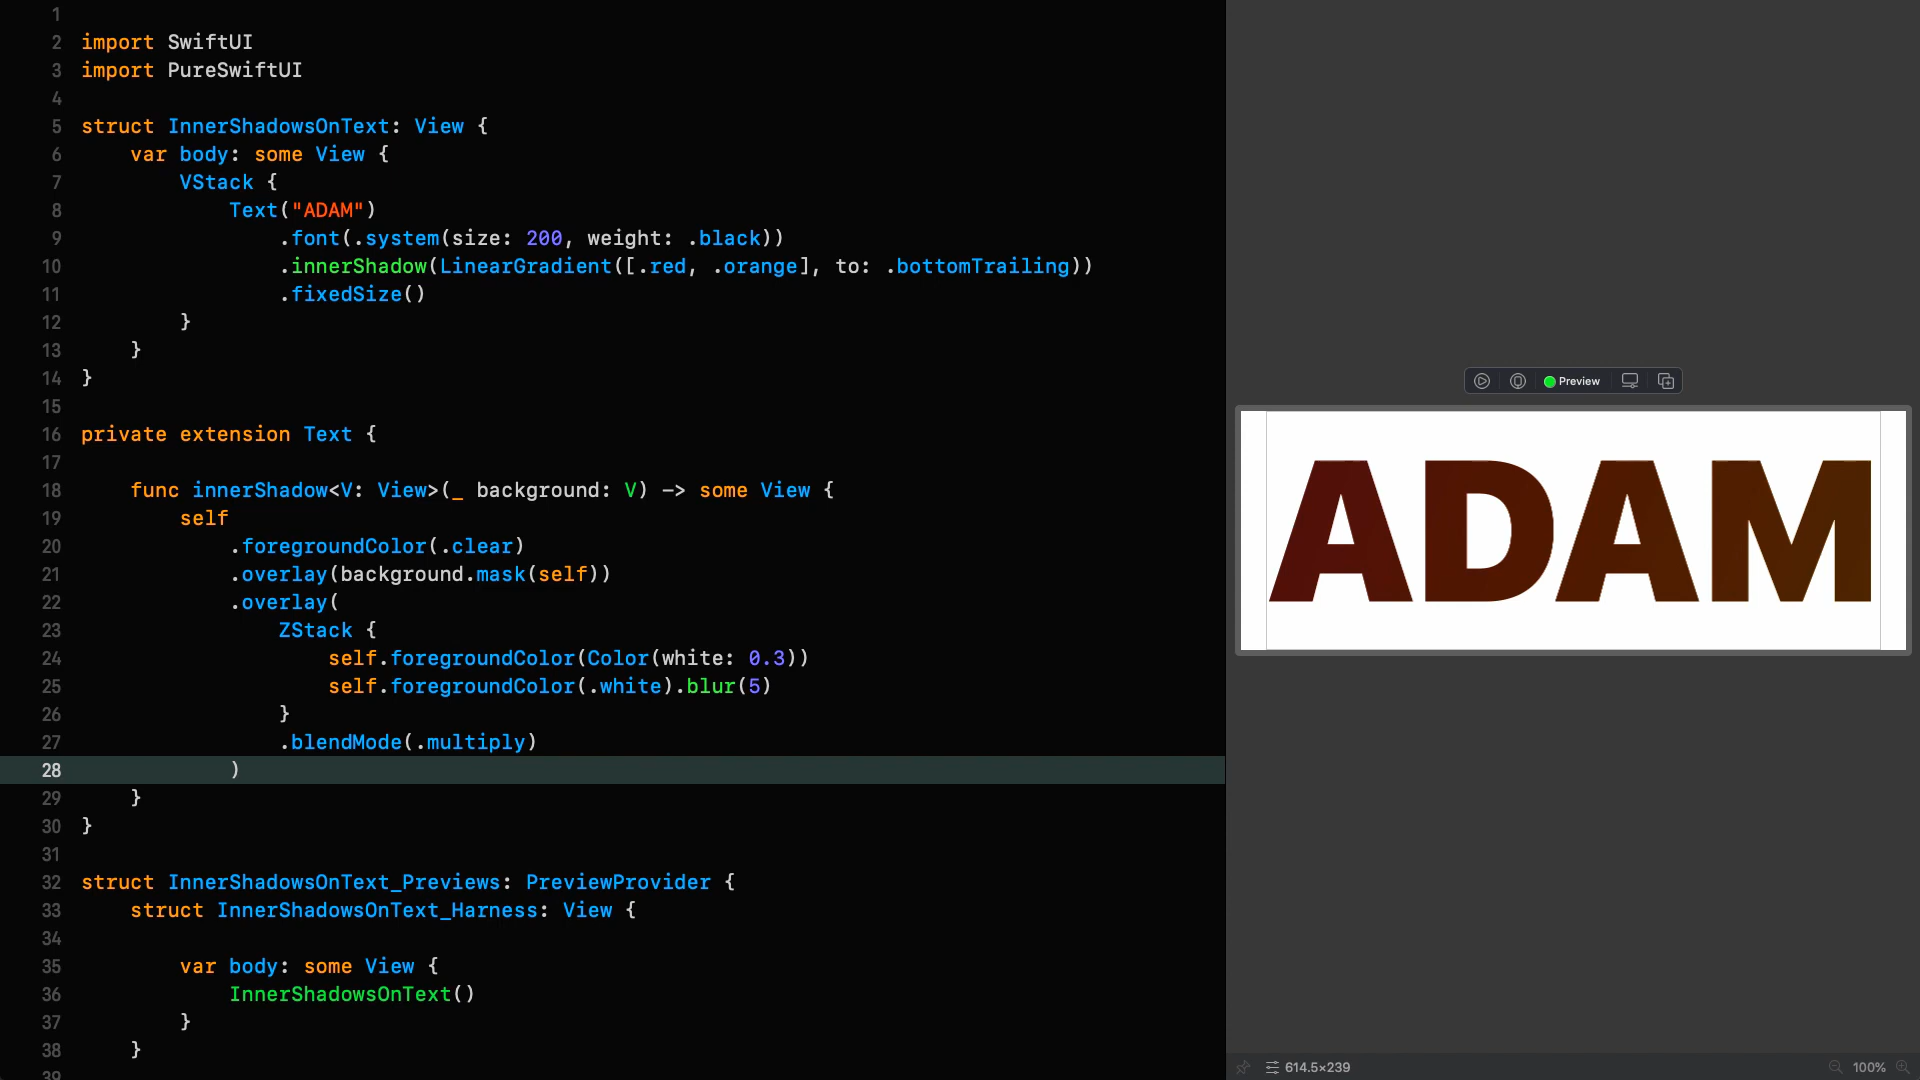 1
2 import SwiftUI
3 import PureSwiftUI
4
5 struct InnerShadowsOnText: View {
6     var body: some View {
7         VStack {
8             Text("ADAM")
9                 .font(.system(size: 200, weight: .black))
10                 .innerShadow(LinearGradient([.red, .orange], to: .bottomTrailing))
11                 .fixedSize()
12         }
13     }
14 }
15
16 private extension Text {
17
18     func innerShadow<V: View>(_ background: V) -> some View {
19         self
20             .foregroundColor(.clear)
21             .overlay(background.mask(self))
22             .overlay(
23                 ZStack {
24                     self.foregroundColor(Color(white: 0.3))
25                     self.foregroundColor(.white).blur(5)
26                 }
27                 .blendMode(.multiply)
28             )
29     }
30 }
31
32 struct InnerShadowsOnText_Previews: PreviewProvider {
33     struct InnerShadowsOnText_Harness: View {
34
35         var body: some View {
36             InnerShadowsOnText()
37         }
38     }
39
Preview
ADAM
614.5×239
100%